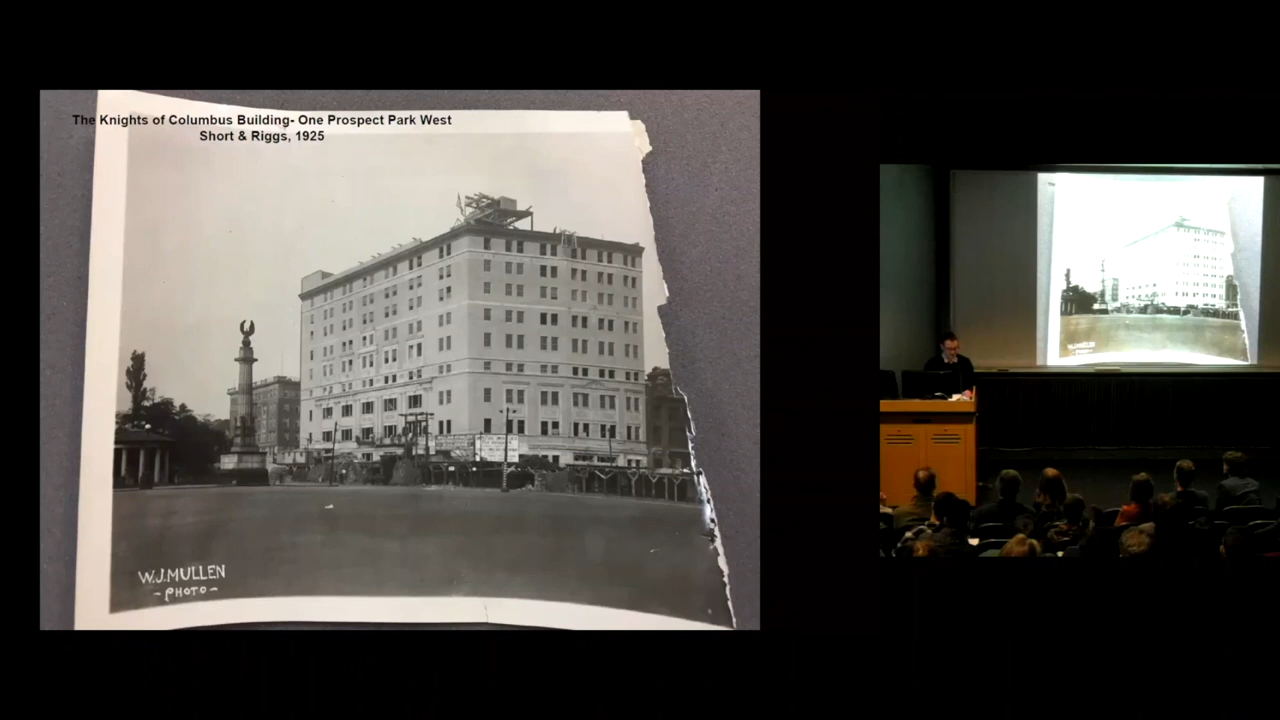 The Knights of Columbus Building- One Prospect Park West
Short & Riggs, 1925
W.J.MULLEN
- PHOTO -